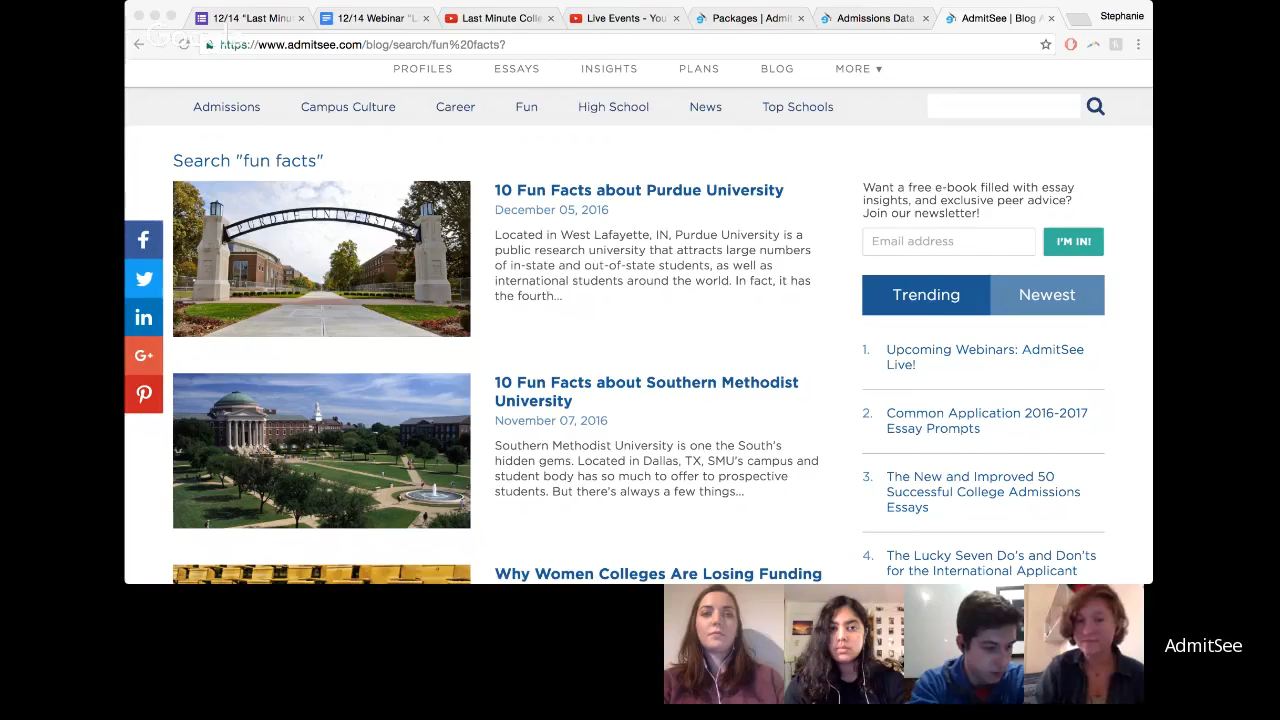 12/14 "Last Minu
12/14 Webinar "L
Last Minute Colle
Live Events - You
Packages | Admit
Admissions Data
AdmitSee | Blog A
Stephanie
Google
https://www.admitsee.com/blog/search/fun%20facts?
PROFILES ESSAYS INSIGHTS PLANS BLOG MORE ▼
Admissions Campus Culture Career Fun High School News Top Schools
Search "fun facts"
PURDUE UNIVERSITY
10 Fun Facts about Purdue University
December 05, 2016
Located in West Lafayette, IN, Purdue University is a
public research university that attracts large numbers
of in-state and out-of-state students, as well as
international students around the world. In fact, it has
the fourth...
10 Fun Facts about Southern Methodist
University
November 07, 2016
Southern Methodist University is one the South's
hidden gems. Located in Dallas, TX, SMU's campus and
student body has so much to offer to prospective
students. But there's always a few things...
Why Women Colleges Are Losing Funding
Want a free e-book filled with essay
insights, and exclusive peer advice?
Join our newsletter!
Email address
I'M IN!
Trending Newest
1. Upcoming Webinars: AdmitSee
Live!
2. Common Application 2016-2017
Essay Prompts
3. The New and Improved 50
Successful College Admissions
Essays
4. The Lucky Seven Do's and Don'ts
for the International Applicant
f
in
G+
AdmitSee